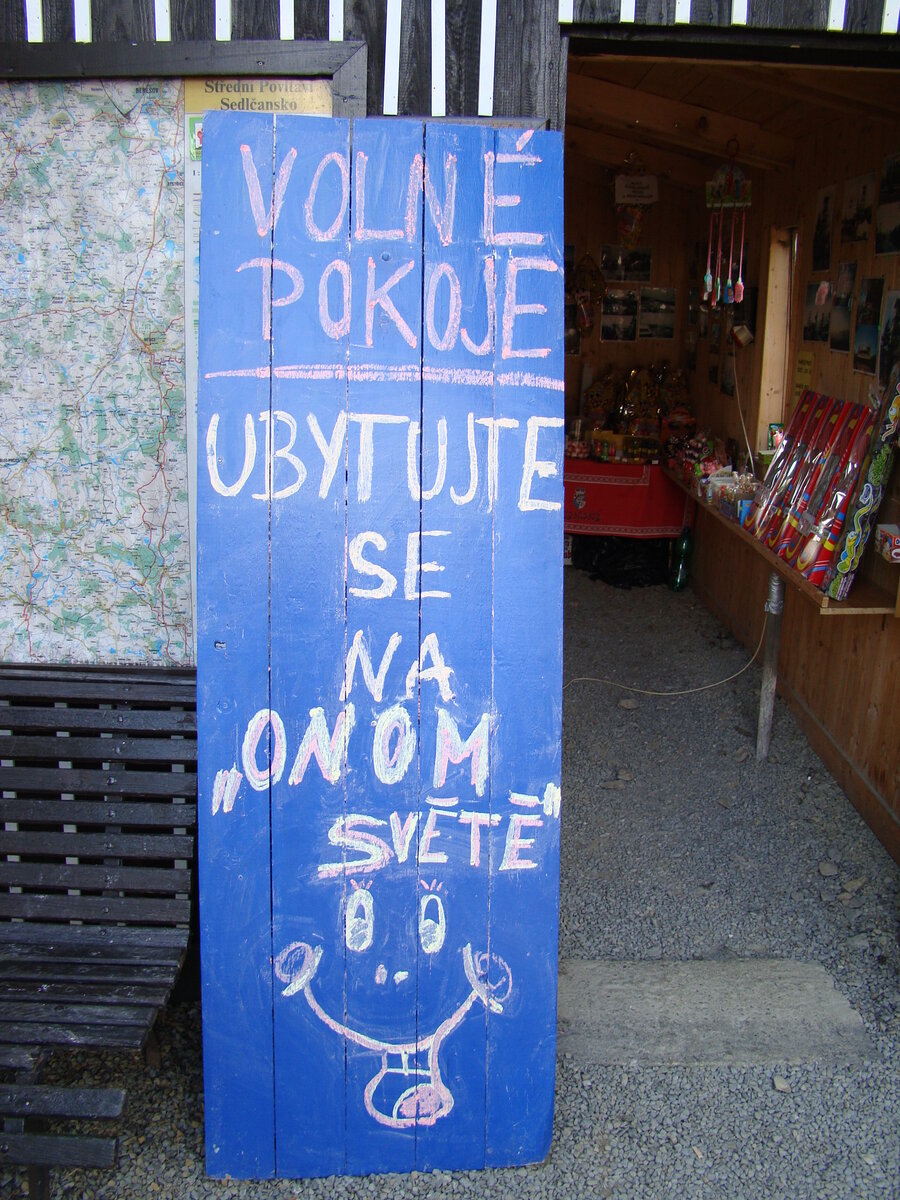 Střední Povltaví
Sedlčansko
VOLNÉ
POKOJE
UBYTUJTE
SE
NA
„ONOM
SVĚTĚ"